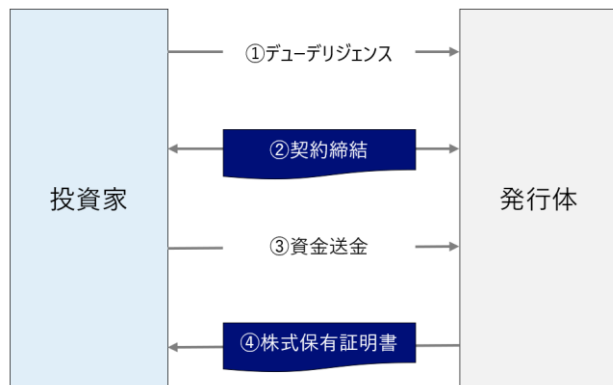 ①デューデリジェンス
②契約締結
投資家
発行体
③資金送金
④株式保有証明書